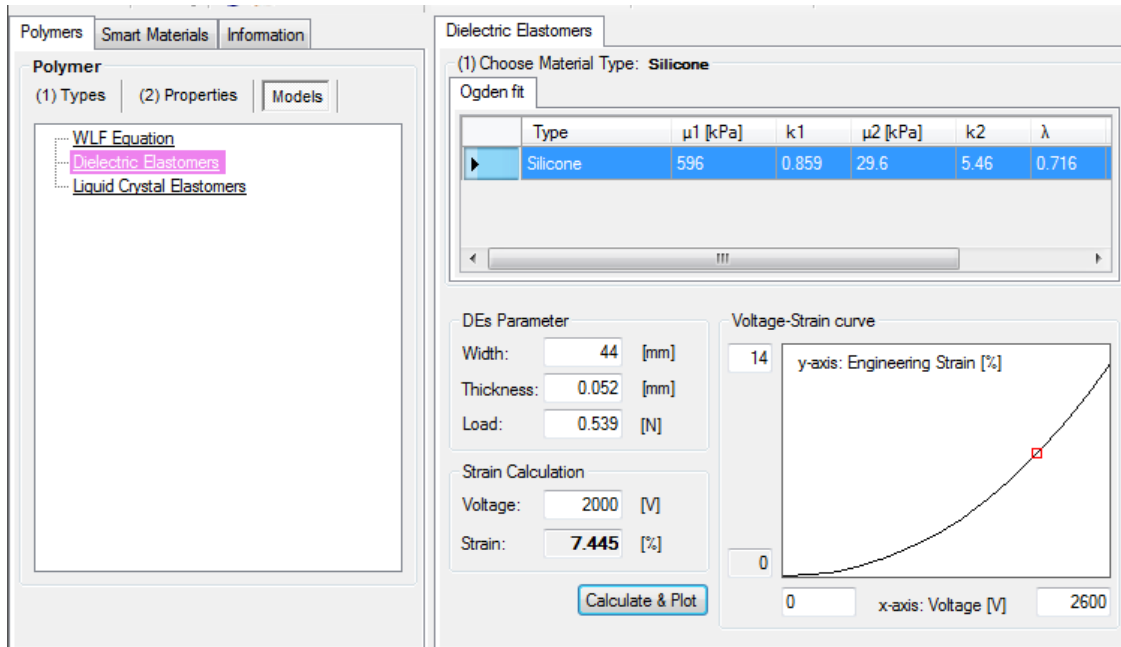 Polymers Smart Materials Information
Polymer
(1) Types (2) Properties Models
WLF Equation
Dielectric Elastomers
Liquid Crystal Elastomers
Dielectric Elastomers
(1) Choose Material Type: Silicone
Ogden fit
Type μ1 [kPa] k1 μ2 [kPa] k2 λ
Silicone 596 0.859 29.6 5.46 0.716
DEs Parameter
Width: 44 [mm]
Thickness: 0.052 [mm]
Load: 0.539 [N]
Strain Calculation
Voltage: 2000 [V]
Strain: 7.445 [%]
Calculate & Plot
Voltage-Strain curve
14 y-axis: Engineering Strain [%]
0
0 x-axis: Voltage [V] 2600